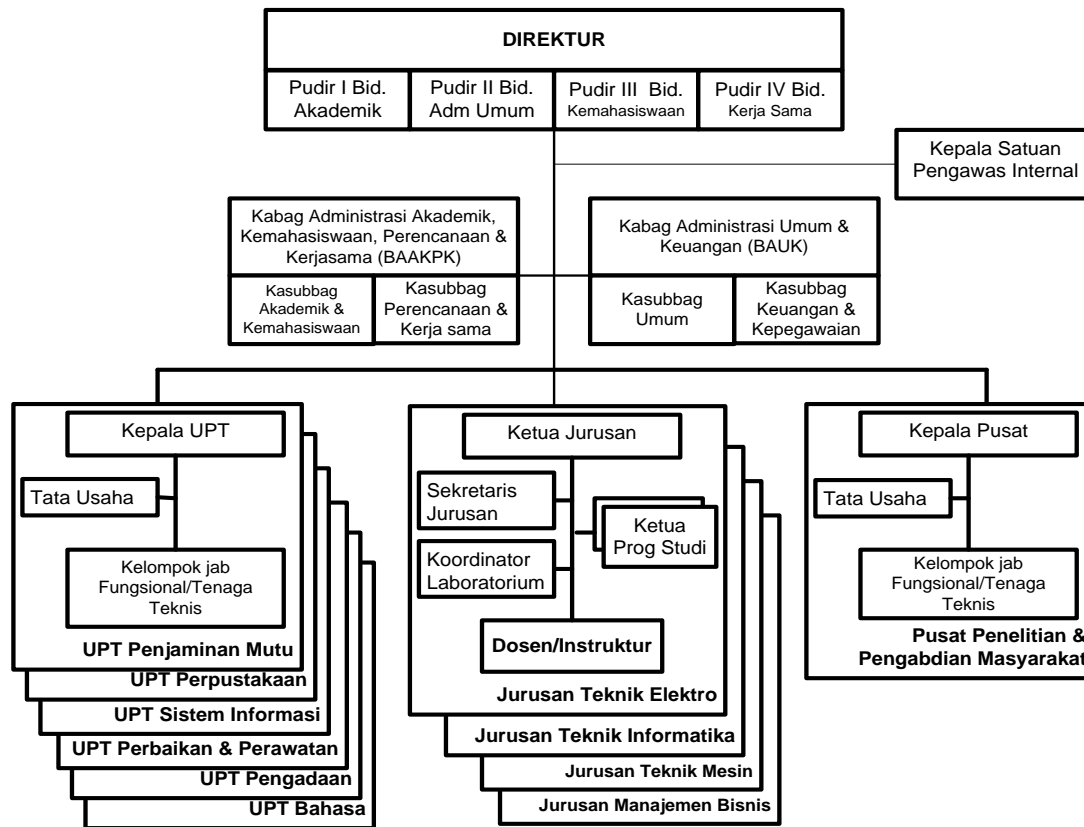 DIREKTUR
Pudir I Bid.
Akademik
Pudir II Bid.
Adm Umum
Pudir III Bid.
Kemahasiswaan
Pudir IV Bid.
Kerja Sama
Kepala Satuan
Pengawas Internal
Kabag Administrasi Akademik,
Kemahasiswaan, Perencanaan &
Kerjasama (BAAKPK)
Kasubbag
Akademik &
Kemahasiswaan
Kasubbag
Perencanaan &
Kerja sama
Kabag Administrasi Umum &
Keuangan (BAUK)
Kasubbag
Umum
Kasubbag
Keuangan &
Kepegawaian
Kepala UPT
Tata Usaha
Kelompok jab
Fungsional/Tenaga
Teknis
UPT Penjaminan Mutu
UPT Perpustakaan
UPT Sistem Informasi
UPT Perbaikan & Perawatan
UPT Pengadaan
UPT Bahasa
Ketua Jurusan
Sekretaris
Jurusan
Ketua
Prog Studi
Koordinator
Laboratorium
Dosen/Instruktur
Jurusan Teknik Elektro
Jurusan Teknik Informatika
Jurusan Teknik Mesin
Jurusan Manajemen Bisnis
Kepala Pusat
Tata Usaha
Kelompok jab
Fungsional/Tenaga
Teknis
Pusat Penelitian &
Pengabdian Masyarakat